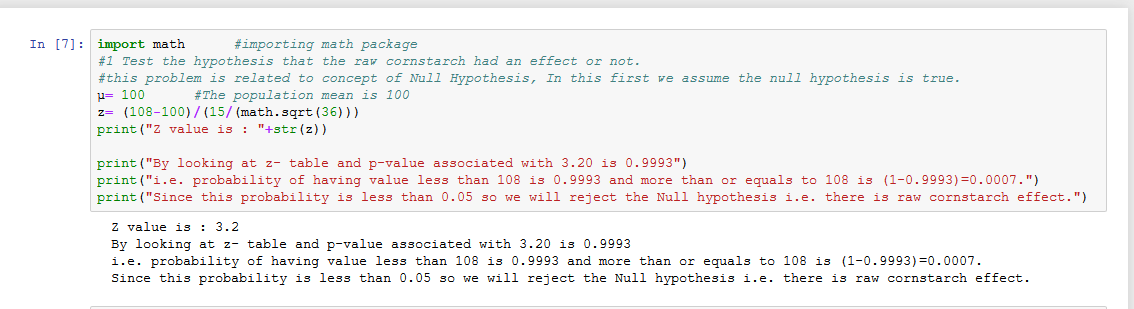 In [7]: import math #importing math package
#1 Test the hypothesis that the raw cornstarch had an effect or not.
#this problem is related to concept of Null Hypothesis, In this first we assume the null hypothesis is true.
μ= 100 #The population mean is 100
z= (108-100)/(15/(math.sqrt(36)))
print("Z value is : "+str(z))
print("By looking at z- table and p-value associated with 3.20 is 0.9993")
print("i.e. probability of having value less than 108 is 0.9993 and more than or equals to 108 is (1-0.9993)=0.0007.")
print("Since this probability is less than 0.05 so we will reject the Null hypothesis i.e. there is raw cornstarch effect.")
Z value is : 3.2
By looking at z- table and p-value associated with 3.20 is 0.9993
i.e. probability of having value less than 108 is 0.9993 and more than or equals to 108 is (1-0.9993)=0.0007.
Since this probability is less than 0.05 so we will reject the Null hypothesis i.e. there is raw cornstarch effect.